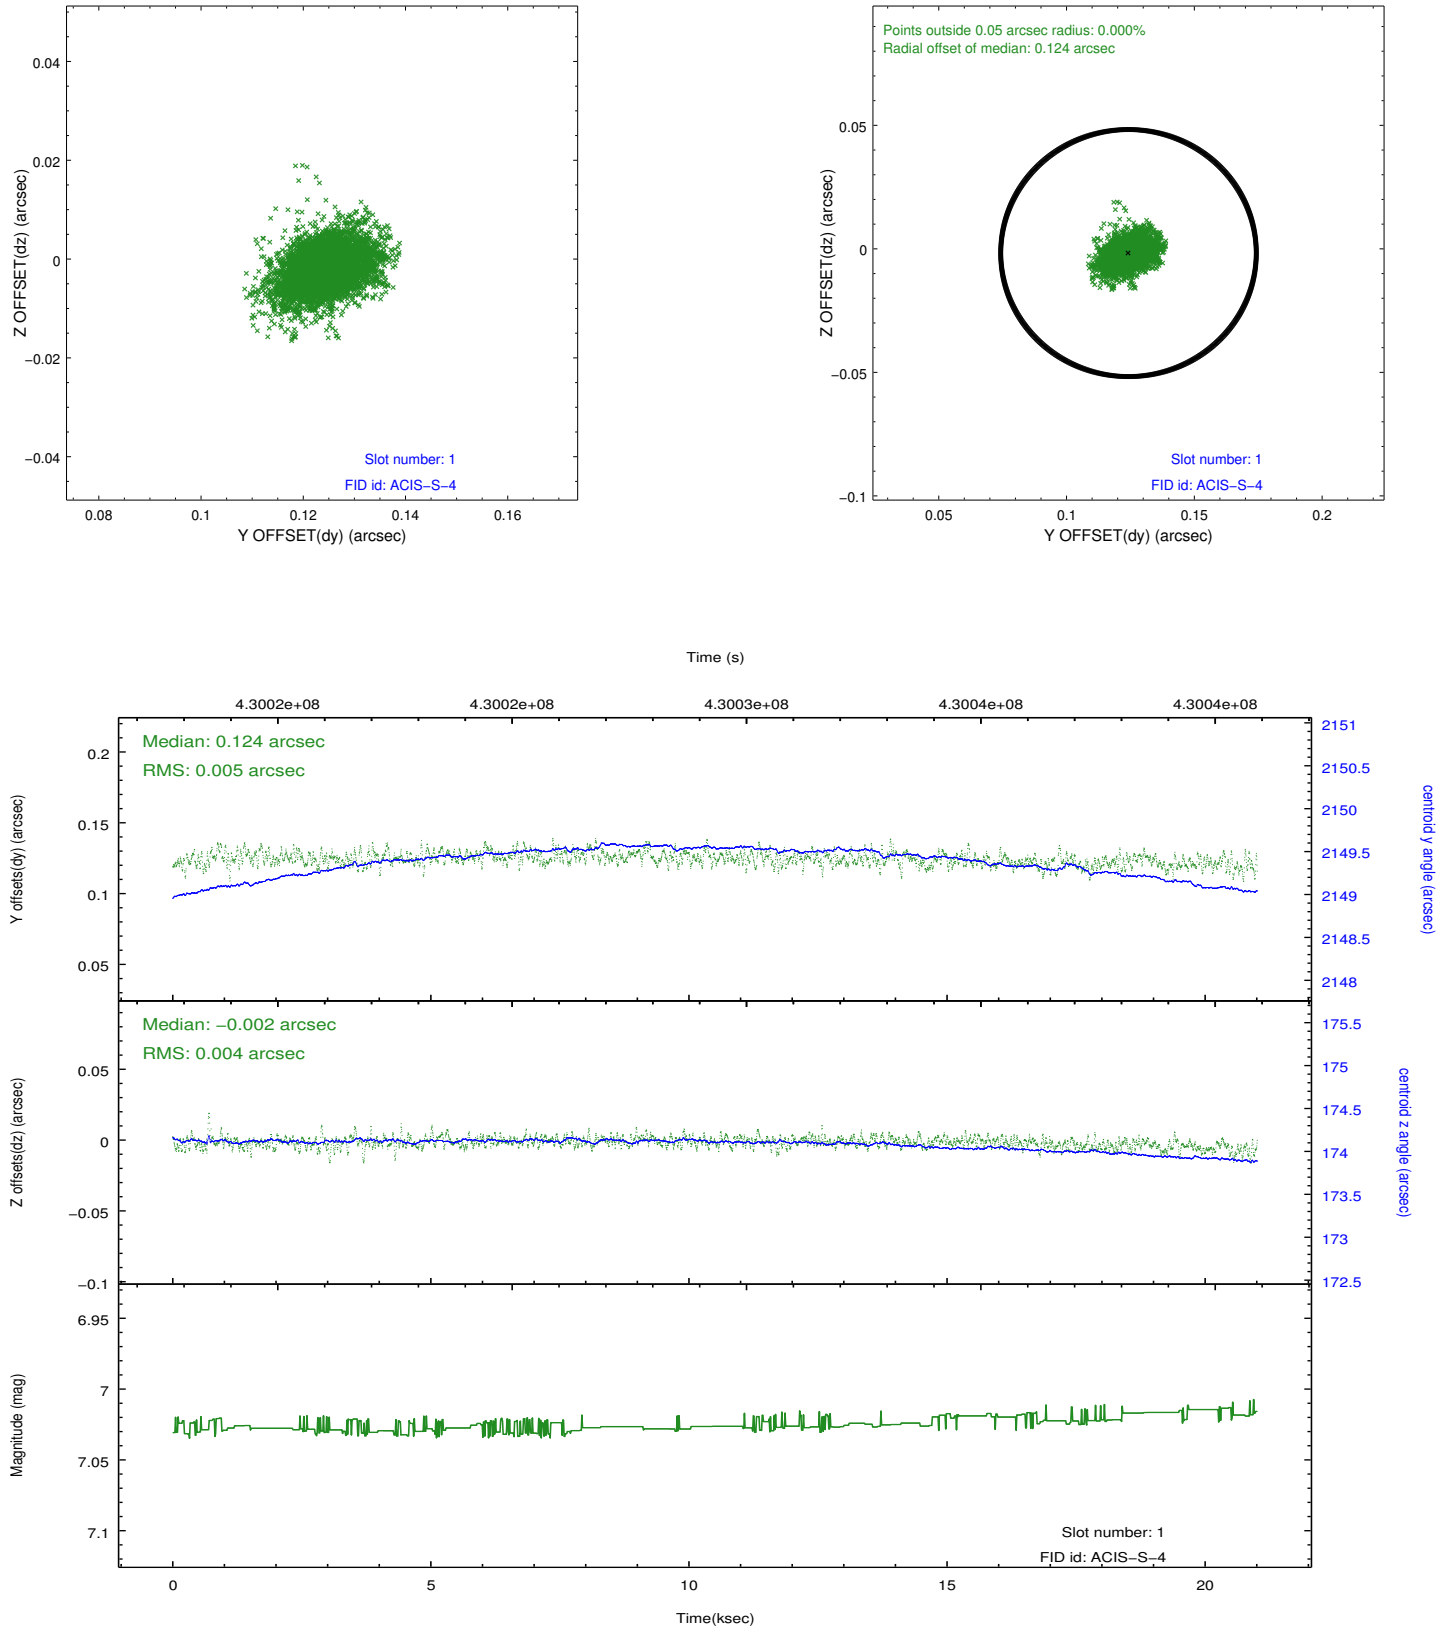 0.04
0.02
0
−0.02
−0.04
Z OFFSET(dz) (arcsec)
Slot number: 1
FID id: ACIS−S−4
0.08
0.1
0.12
0.14
0.16
Y OFFSET(dy) (arcsec)
Points outside 0.05 arcsec radius: 0.000%
Radial offset of median: 0.124 arcsec
0.05
0
−0.05
−0.1
Z OFFSET(dz) (arcsec)
Slot number: 1
FID id: ACIS−S−4
0.05
0.1
0.15
0.2
Y OFFSET(dy) (arcsec)
Time (s)
4.3002e+08
4.3002e+08
4.3003e+08
4.3004e+08
4.3004e+08
Median: 0.124 arcsec
RMS: 0.005 arcsec
0.2
0.15
0.1
0.05
Y offsets(dy) (arcsec)
2151
2150.5
2150
2149.5
2149
2148.5
2148
centroid y angle (arcsec)
Median: −0.002 arcsec
RMS: 0.004 arcsec
0.05
0
−0.05
−0.1
Z offsets(dz) (arcsec)
175.5
175
174.5
174
173.5
173
172.5
centroid z angle (arcsec)
6.95
7
7.05
7.1
Magnitude (mag)
Slot number: 1
FID id: ACIS−S−4
0
5
10
15
20
Time(ksec)